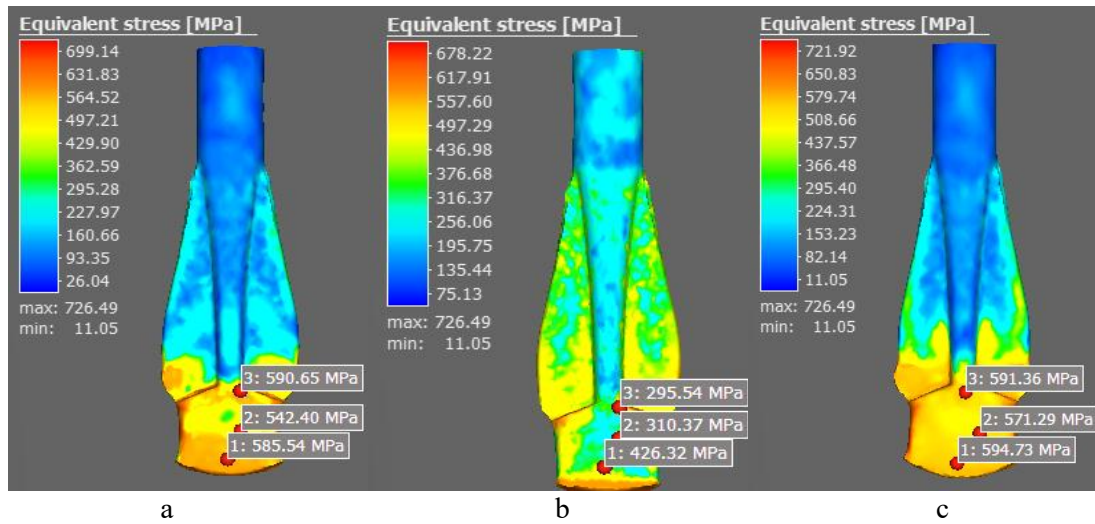 Equivalent stress [MPa]
699.14
631.83
564.52
497.21
429.90
362.59
295.28
227.97
160.66
93.35
26.04
max: 726.49
min: 11.05
3: 590.65 MPa
2: 542.40 MPa
1: 585.54 MPa
a
Equivalent stress [MPa]
678.22
617.91
557.60
497.29
436.98
376.68
316.37
256.06
195.75
135.44
75.13
max: 726.49
min: 11.05
3: 295.54 MPa
2: 310.37 MPa
1: 426.32 MPa
b
Equivalent stress [MPa]
721.92
650.83
579.74
508.66
437.57
366.48
295.40
224.31
153.23
82.14
11.05
max: 726.49
min: 11.05
3: 591.36 MPa
2: 571.29 MPa
1: 594.73 MPa
c